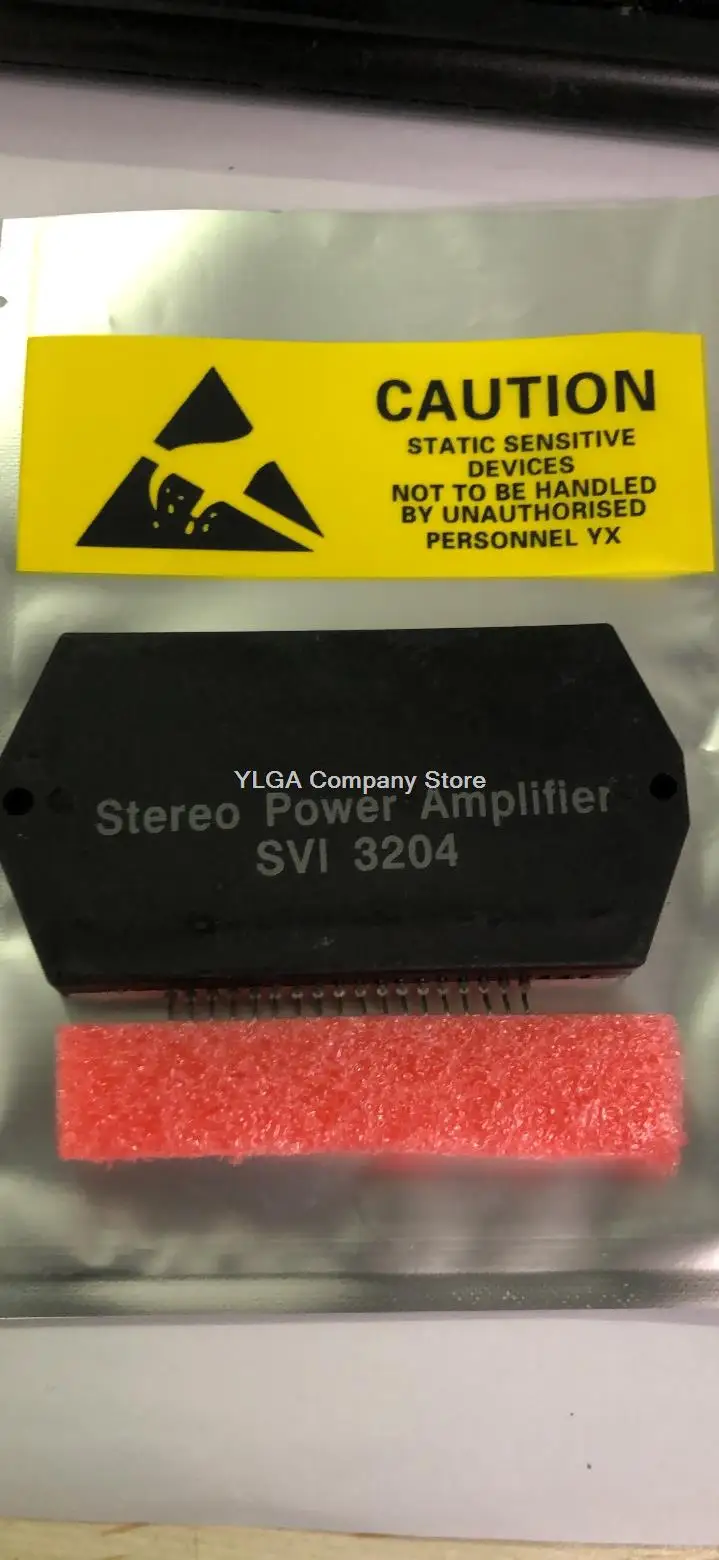 CAUTION
STATIC SENSITIVE
DEVICES
NOT TO BE HANDLED
BY UNAUTHORISED
PERSONNEL YX
YLGA Company Store
Stereo Power Amplifier
SVI 3204